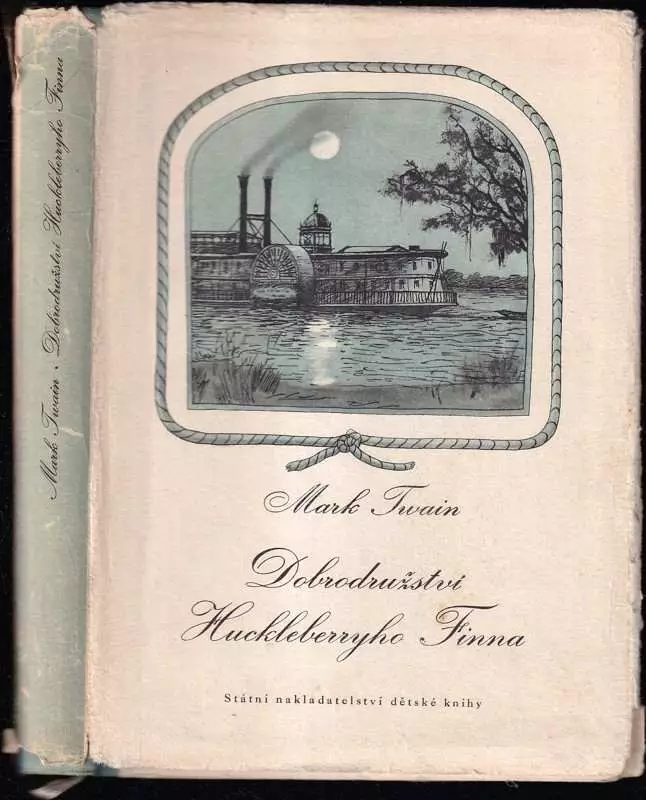 Mark Twain • Dobrodružství Huckleberryho Finna
Mark Twain
Dobrodružství
Huckleberryho Finna
Státní nakladatelství dětské knihy